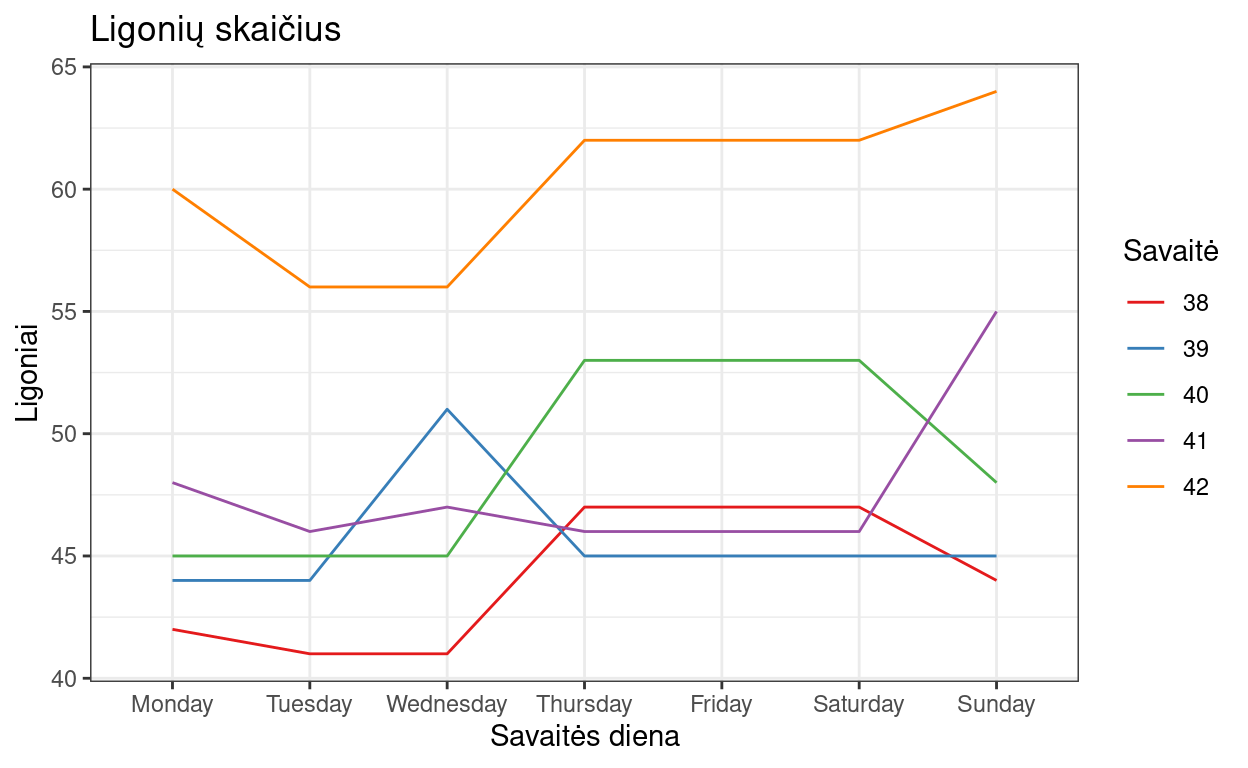 Ligonių skaičius
65
60
55
50
45
40
Ligoniai
Monday Tuesday Wednesday Thursday Friday Saturday Sunday
Savaitės diena
Savaitė
38
39
40
41
42